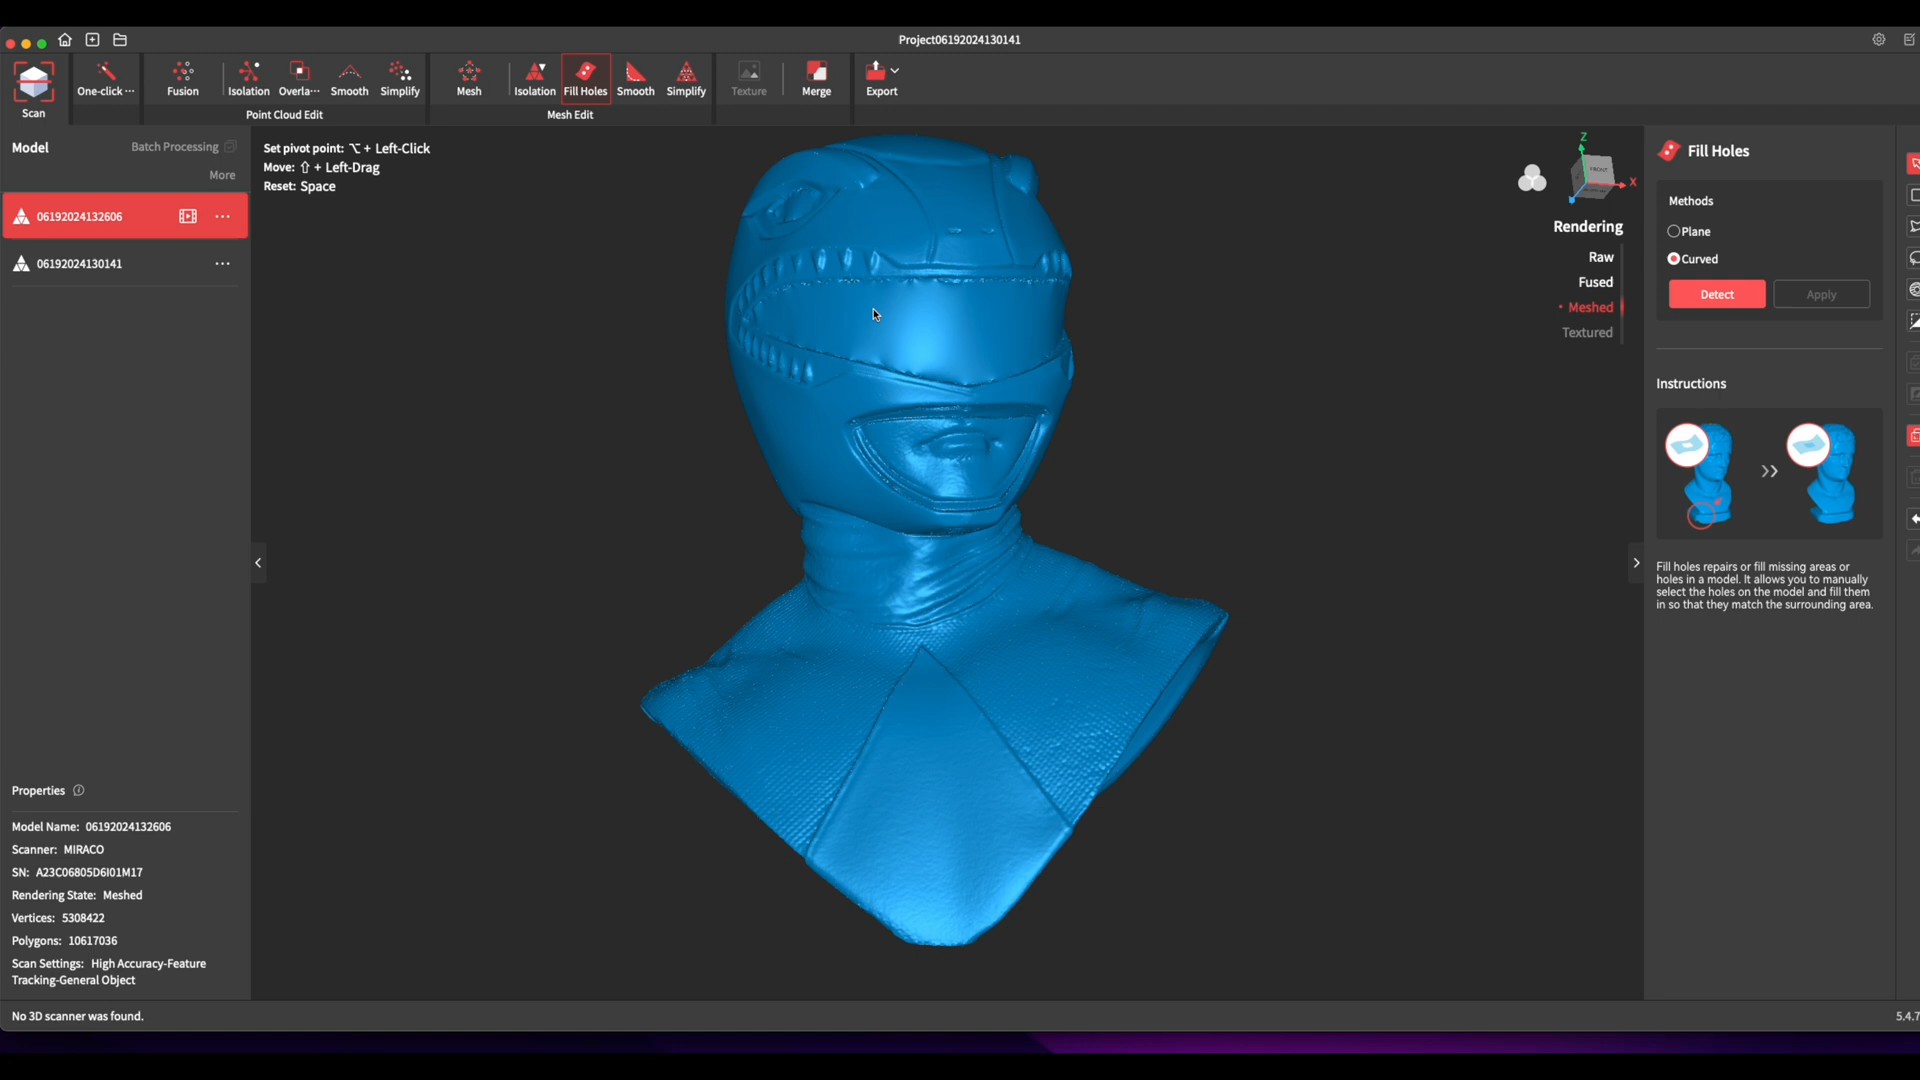 Project06192024130141
Scan
One-click ···
Fusion
Isolation
Overla···
Smooth
Simplify
Point Cloud Edit
Mesh
Isolation
Fill Holes
Smooth
Simplify
Mesh Edit
Texture
Merge
Export
Model
Batch Processing
More
06192024132606
06192024130141
Set pivot point: ⌥ + Left-Click
Move: ⇧ + Left-Drag
Reset: Space
Z
FRONT
X
Rendering
Raw
Fused
• Meshed
Textured
Fill Holes
Methods
Plane
Curved
Detect
Apply
Instructions
Fill holes repairs or fill missing areas or
holes in a model. It allows you to manually
select the holes on the model and fill them
in so that they match the surrounding area.
Properties
Model Name: 06192024132606
Scanner: MIRACO
SN: A23C06805D6I01M17
Rendering State: Meshed
Vertices: 5308422
Polygons: 10617036
Scan Settings: High Accuracy-Feature
Tracking-General Object
No 3D scanner was found.
5.4.7